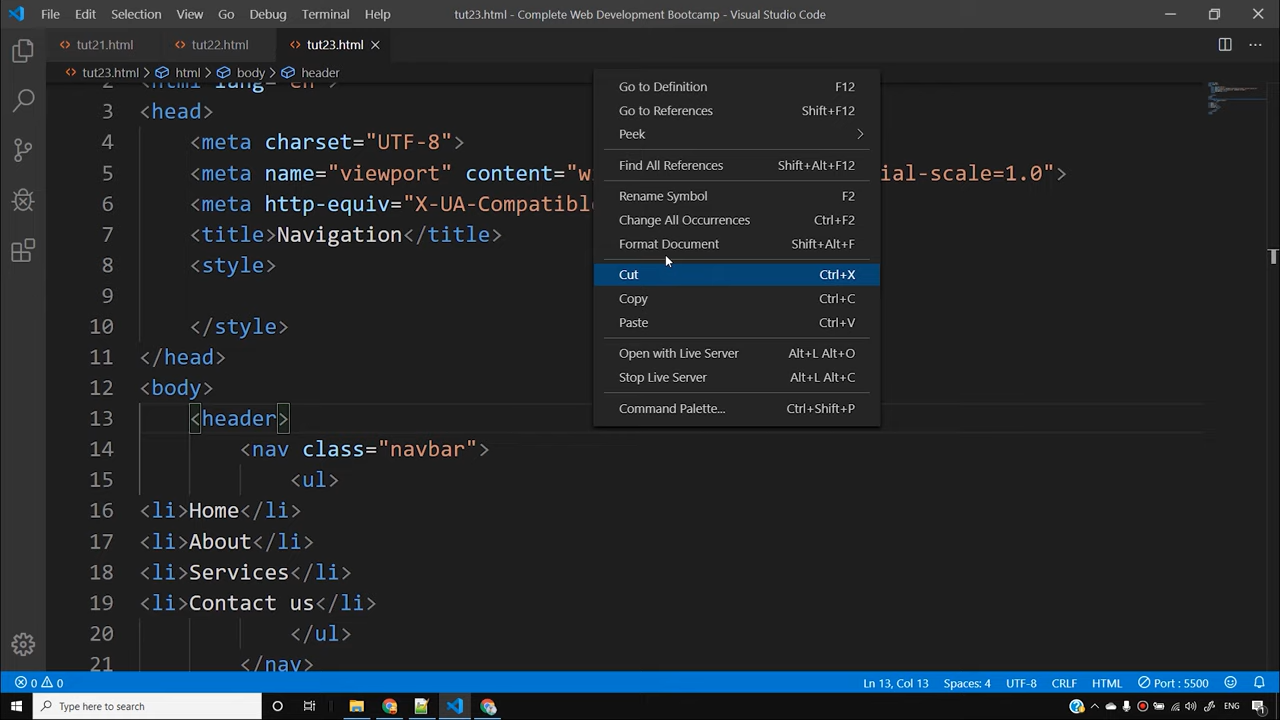 File Edit Selection View Go Debug Terminal Help tut23.html - Complete Web Development Bootcamp - Visual Studio Code
tut21.html tut22.html tut23.html
tut23.html > html > body > header
2 <html lang="en">
3 <head>
4 <meta charset="UTF-8">
5 <meta name="viewport" content="w ial-scale=1.0">
6 <meta http-equiv="X-UA-Compatibl
7 <title>Navigation</title>
8 <style>
9
10 </style>
11 </head>
12 <body>
13 <header>
14 <nav class="navbar">
15 <ul>
16 <li>Home</li>
17 <li>About</li>
18 <li>Services</li>
19 <li>Contact us</li>
20 </ul>
21 </nav>
Go to Definition F12
Go to References Shift+F12
Peek
Find All References Shift+Alt+F12
Rename Symbol F2
Change All Occurrences Ctrl+F2
Format Document Shift+Alt+F
Cut Ctrl+X
Copy Ctrl+C
Paste Ctrl+V
Open with Live Server Alt+L Alt+O
Stop Live Server Alt+L Alt+C
Command Palette... Ctrl+Shift+P
0 0 Ln 13, Col 13 Spaces: 4 UTF-8 CRLF HTML Port : 5500
Type here to search ENG